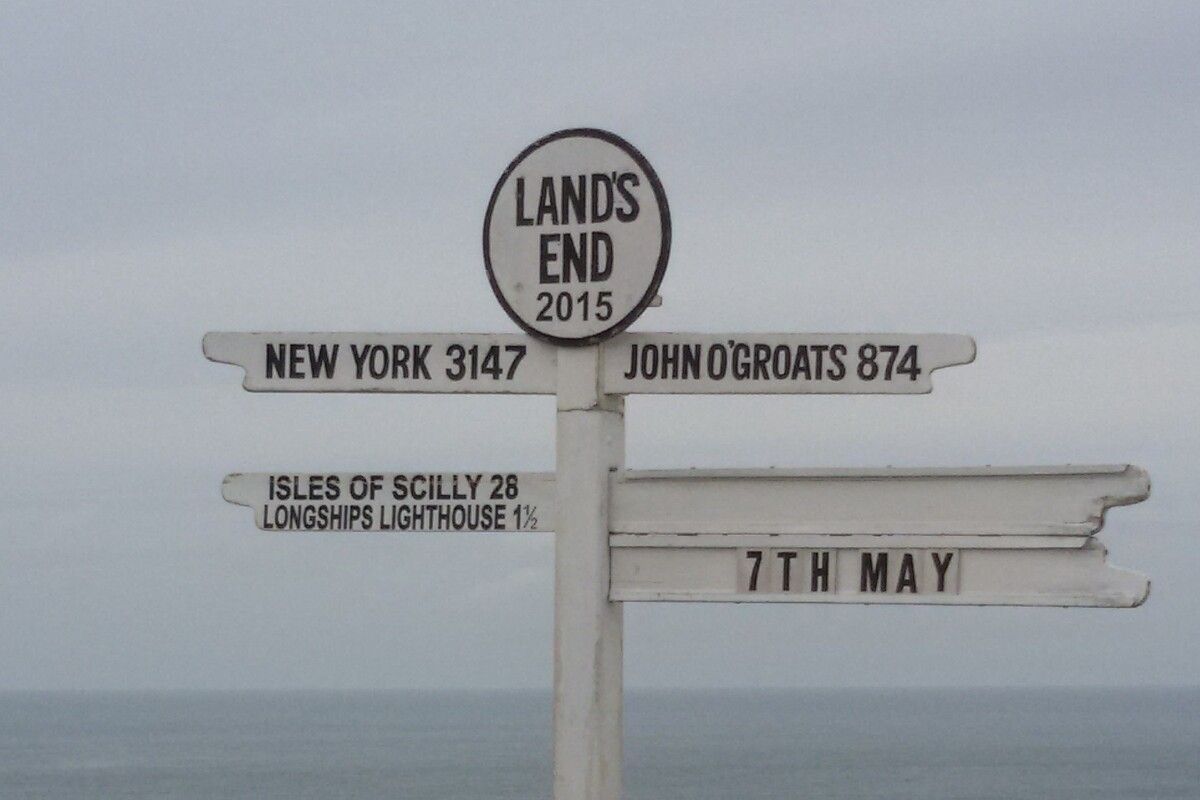 LAND'S
END
2015
NEW YORK 3147
JOHN O'GROATS 874
ISLES OF SCILLY 28
LONGSHIPS LIGHTHOUSE 1½
7TH MAY